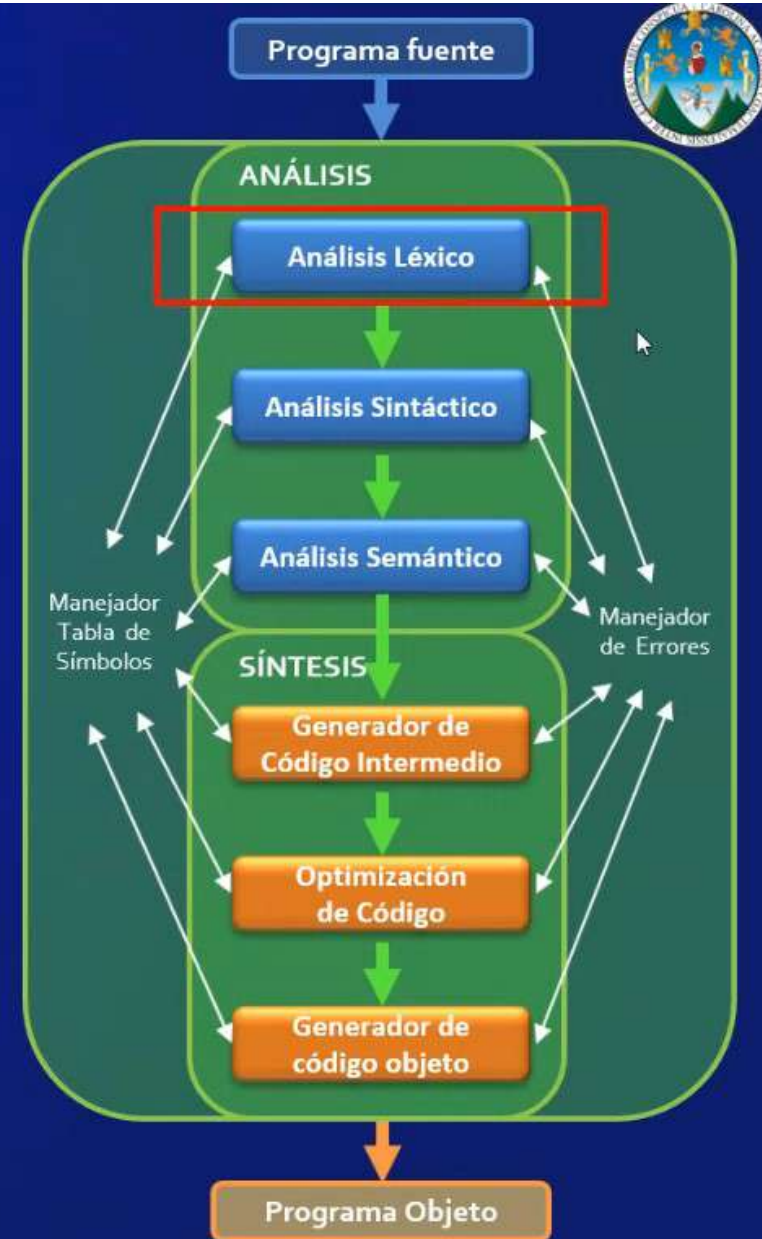 Programa fuente
ANÁLISIS
Análisis Léxico
Análisis Sintáctico
Análisis Semántico
Manejador
Tabla de
Símbolos
Manejador
de Errores
SÍNTESIS
Generador de
Código Intermedio
Optimización
de Código
Generador de
código objeto
Programa Objeto